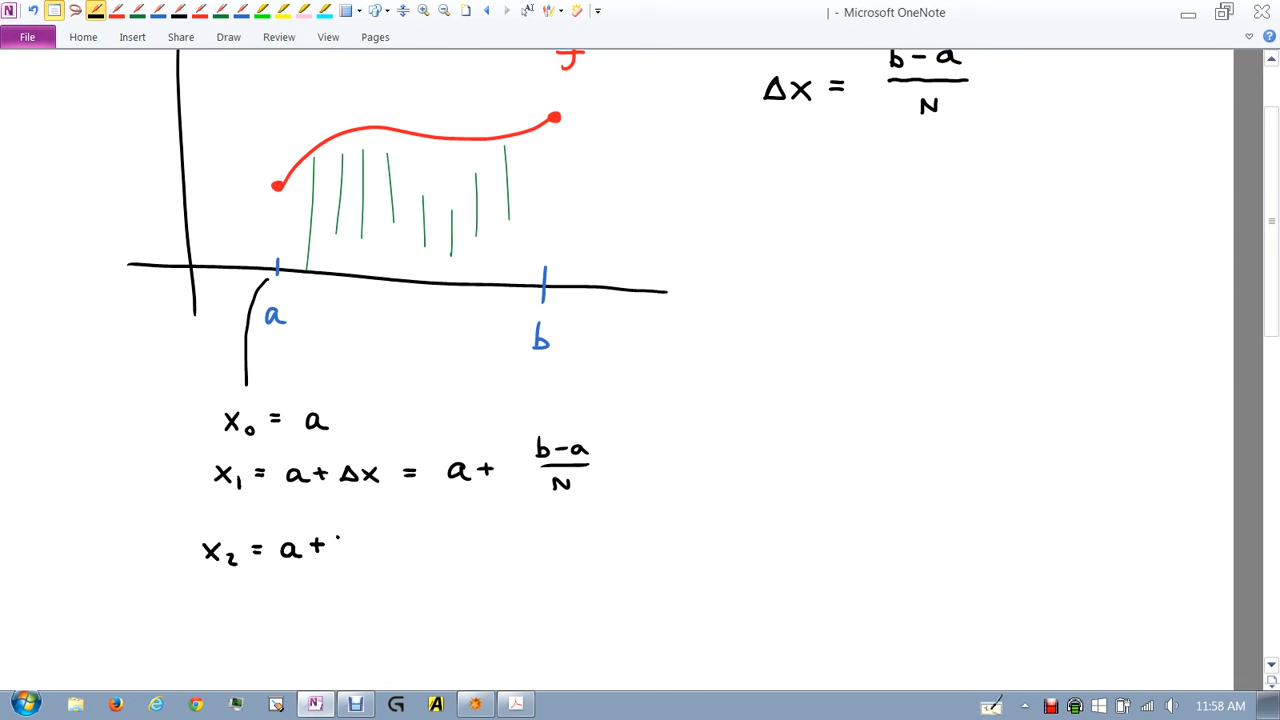 Microsoft OneNote
File Home Insert Share Draw Review View Pages
Δx = b-a / N
a
b
x₀ = a
x₁ = a + Δx = a + b-a / N
x₂ = a +
11:58 AM